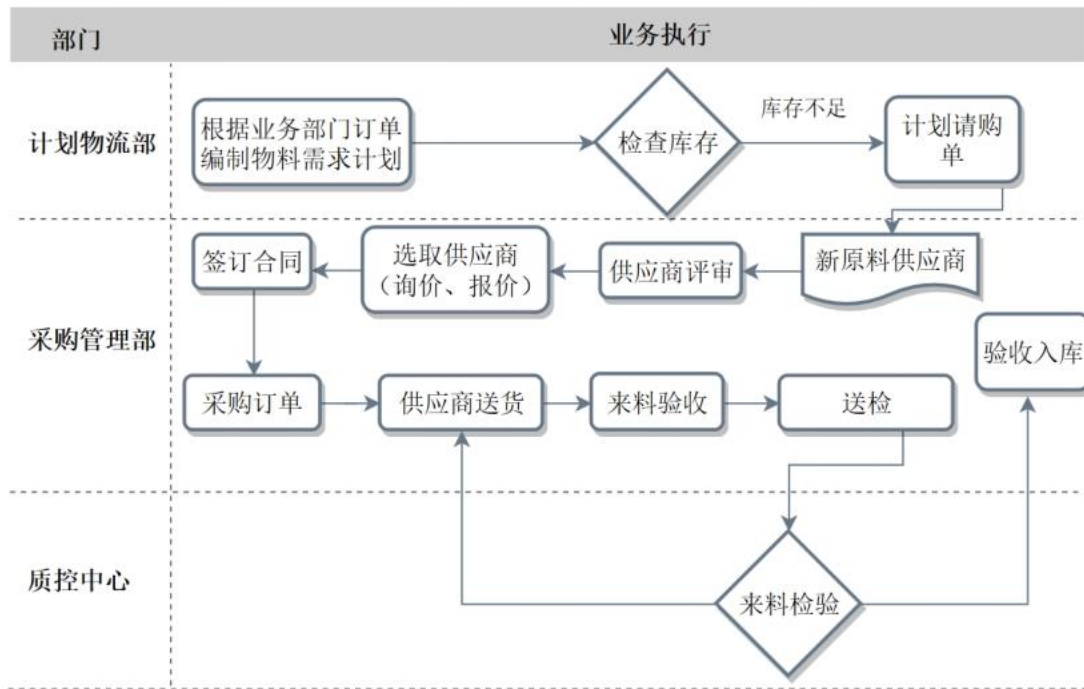 部门
业务执行
计划物流部
根据业务部门订单
编制物料需求计划
检查库存
库存不足
计划请购
单
采购管理部
签订合同
选取供应商
（询价、报价）
供应商评审
新原料供应商
验收入库
采购订单
供应商送货
来料验收
送检
质控中心
来料检验